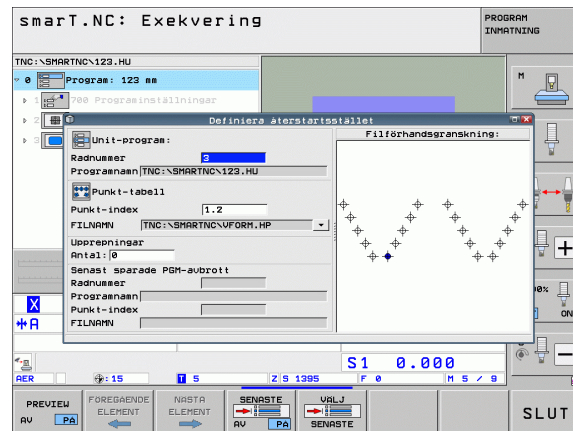 smarT.NC: Exekvering
PROGRAM
INMATNING
TNC:\SMARTNC\123.HU
0 Program: 123 mm
1 700 Programinställningar
2
3
M
Definiera återstartsstället
Unit-program:
Radnummer 3
Programnamn TNC:\SMARTNC\123.HU
Punkt-tabell
Punkt-index 1.2
FILNAMN TNC:\SMARTNC\VFORM.HP
Upprepningar
Antal: 0
Senast sparade PGM-avbrott
Radnummer
Programnamn
Punkt-index
FILNAMN
Filförhandsgranskning:
X
A
ON
S1 0.000
AER :15 T 5 Z S 1395 F 0 M 5 / 9
PREVIEW
AV PÅ
FOREGAENDE
ELEMENT
NASTA
ELEMENT
SENASTE
AV PÅ
VALJ
SENASTE
SLUT